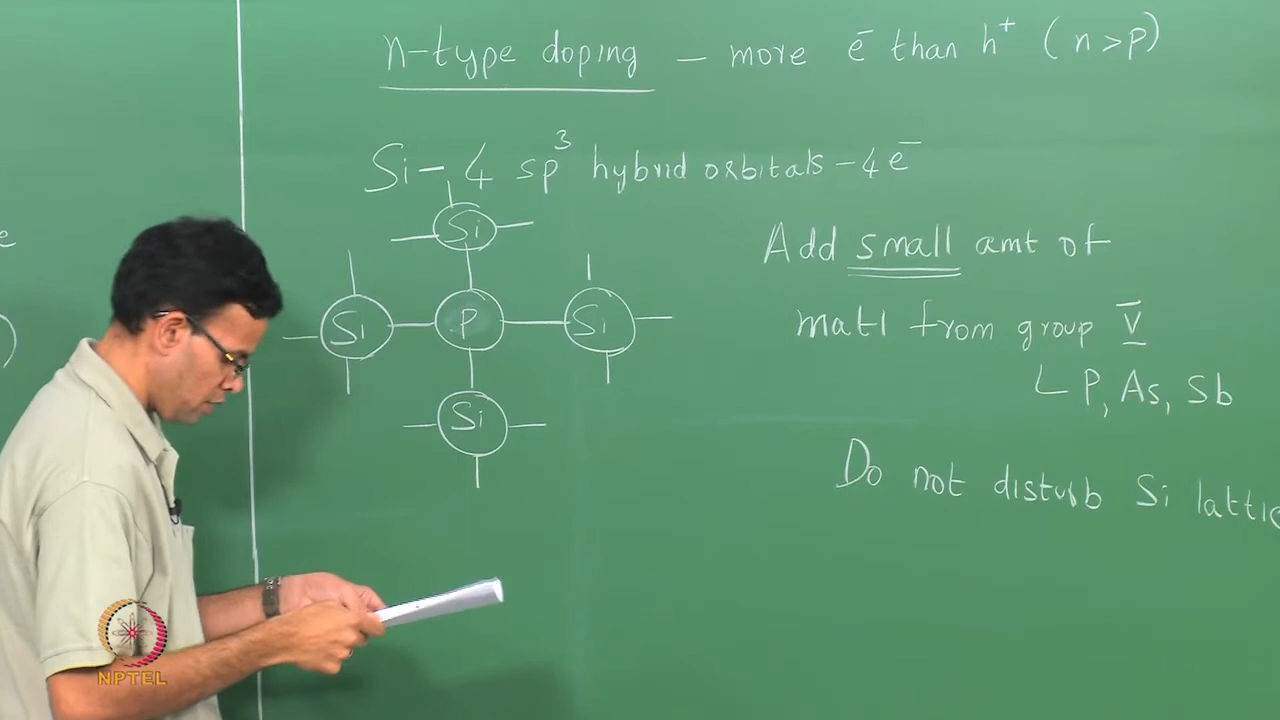 n-type doping – more e⁻ than h⁺ (n>p)
Si – 4 sp³ hybrid orbitals – 4 e⁻
Si
Si P Si
Si
Add small amt of
matl from group V
P, As, Sb
Do not disturb Si
NPTEL